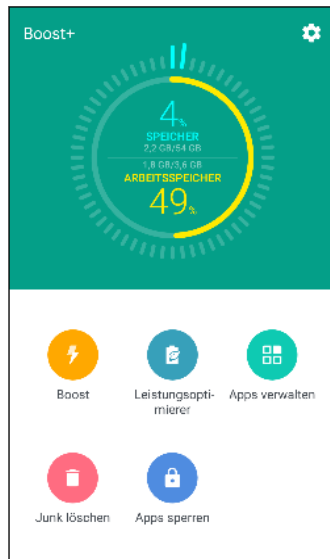 Boost+
4%
SPEICHER
2,2 GB/54 GB
1,8 GB/3,6 GB
ARBEITSSPEICHER
49%
Boost
Leistungsopti-
mierer
Apps verwalten
Junk löschen
Apps sperren